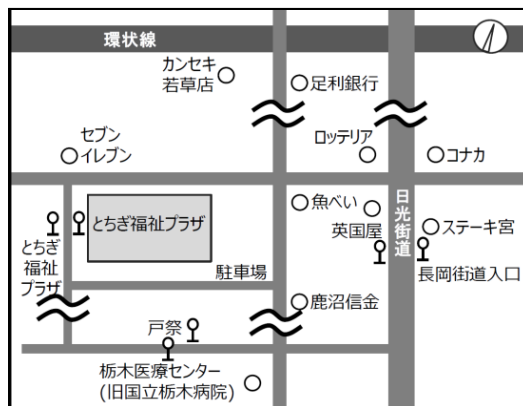 環状線
カンセキ
若草店
足利銀行
セブン
イレブン
ロッテリア
コナカ
とちぎ福祉プラザ
魚べい
英国屋
日光街道
ステーキ宮
とちぎ
福祉
プラザ
駐車場
長岡街道入口
鹿沼信金
戸祭
栃木医療センター
(旧国立栃木病院)